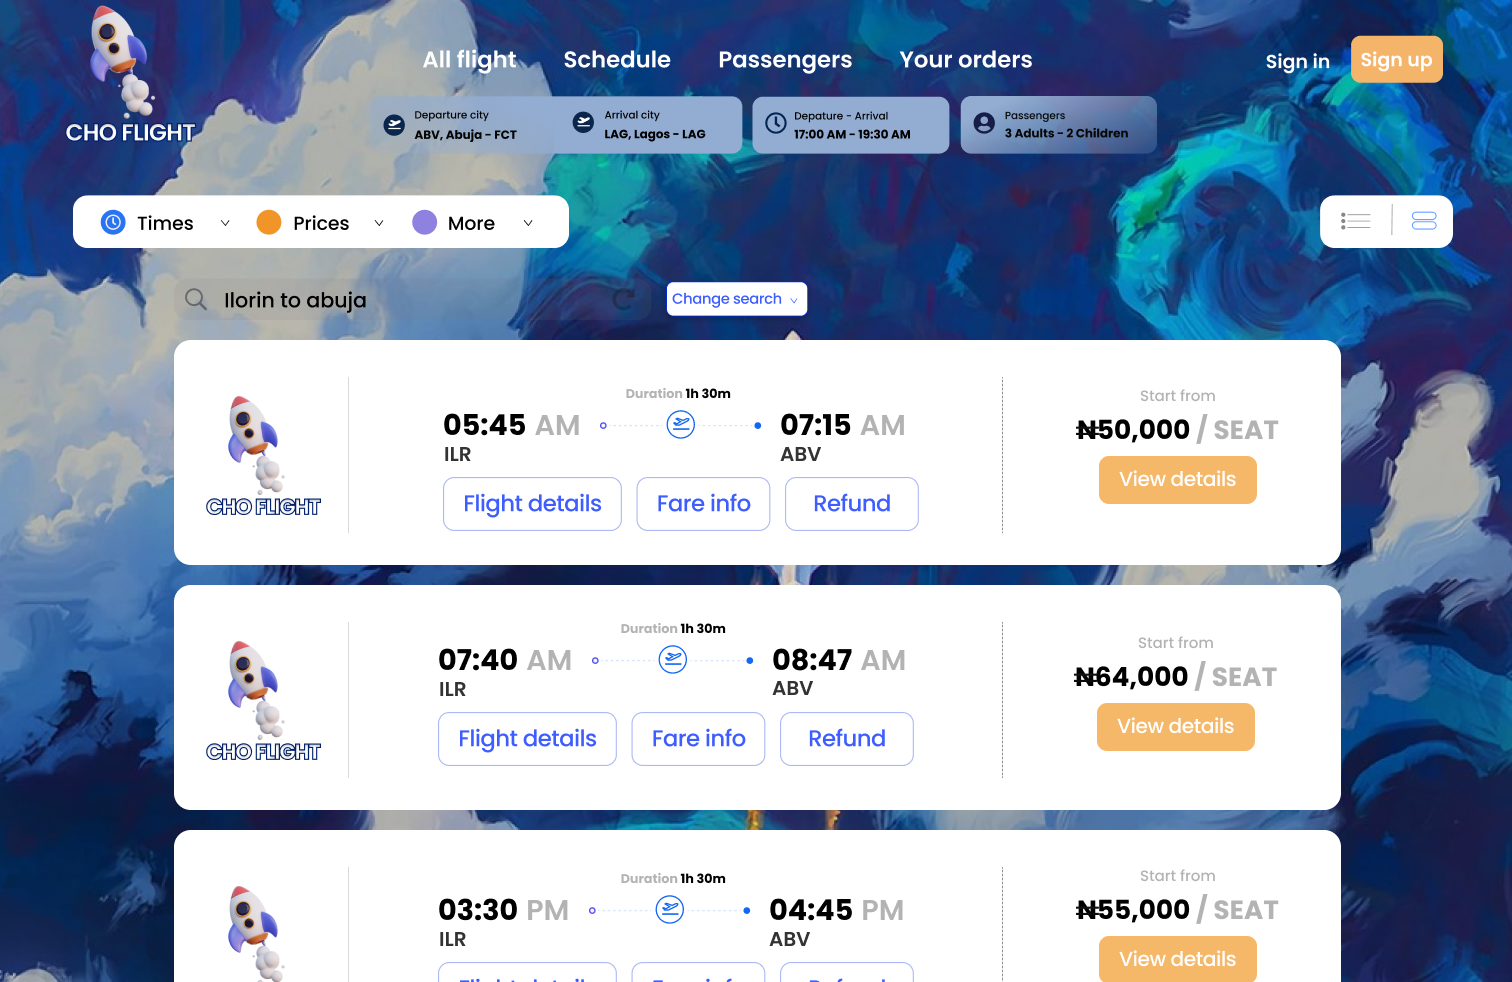 CHO FLIGHT
All flight Schedule Passengers Your orders
Sign in Sign up
Departure city
ABV, Abuja - FCT
Arrival city
LAG, Lagos - LAG
Depature - Arrival
17:00 AM - 19:30 AM
Passengers
3 Adults - 2 Children
Times Prices More
Ilorin to abuja
Change search
CHO FLIGHT
Duration 1h 30m
05:45 AM 07:15 AM
ILR ABV
Flight details Fare info Refund
Start from
₦50,000 / SEAT
View details
CHO FLIGHT
Duration 1h 30m
07:40 AM 08:47 AM
ILR ABV
Flight details Fare info Refund
Start from
₦64,000 / SEAT
View details
Duration 1h 30m
03:30 PM 04:45 PM
ILR ABV
Flight details Fare info Refund
Start from
₦55,000 / SEAT
View details